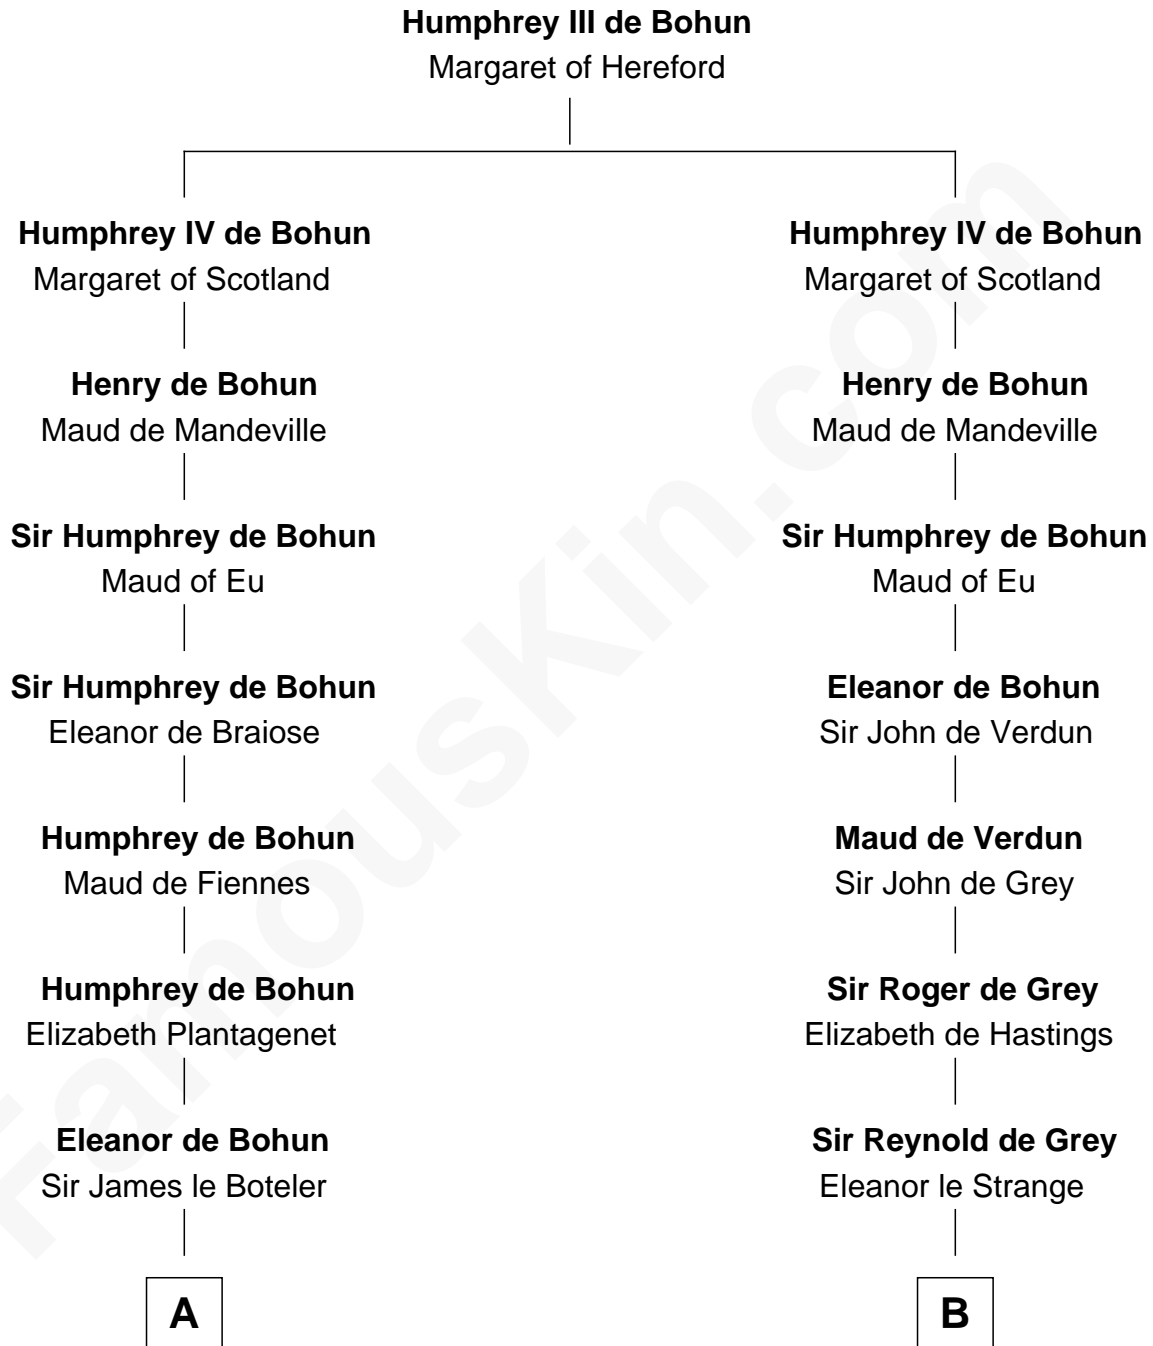 Humphrey III de Bohun
Margaret of Hereford
Humphrey IV de Bohun
Margaret of Scotland
Humphrey IV de Bohun
Margaret of Scotland
Henry de Bohun
Maud de Mandeville
Henry de Bohun
Maud de Mandeville
Sir Humphrey de Bohun
Maud of Eu
Sir Humphrey de Bohun
Maud of Eu
Sir Humphrey de Bohun
Eleanor de Braiose
Eleanor de Bohun
Sir John de Verdun
Humphrey de Bohun
Maud de Fiennes
Maud de Verdun
Sir John de Grey
Humphrey de Bohun
Elizabeth Plantagenet
Sir Roger de Grey
Elizabeth de Hastings
Eleanor de Bohun
Sir James le Boteler
Sir Reynold de Grey
Eleanor le Strange
A
B
FamousKin.com